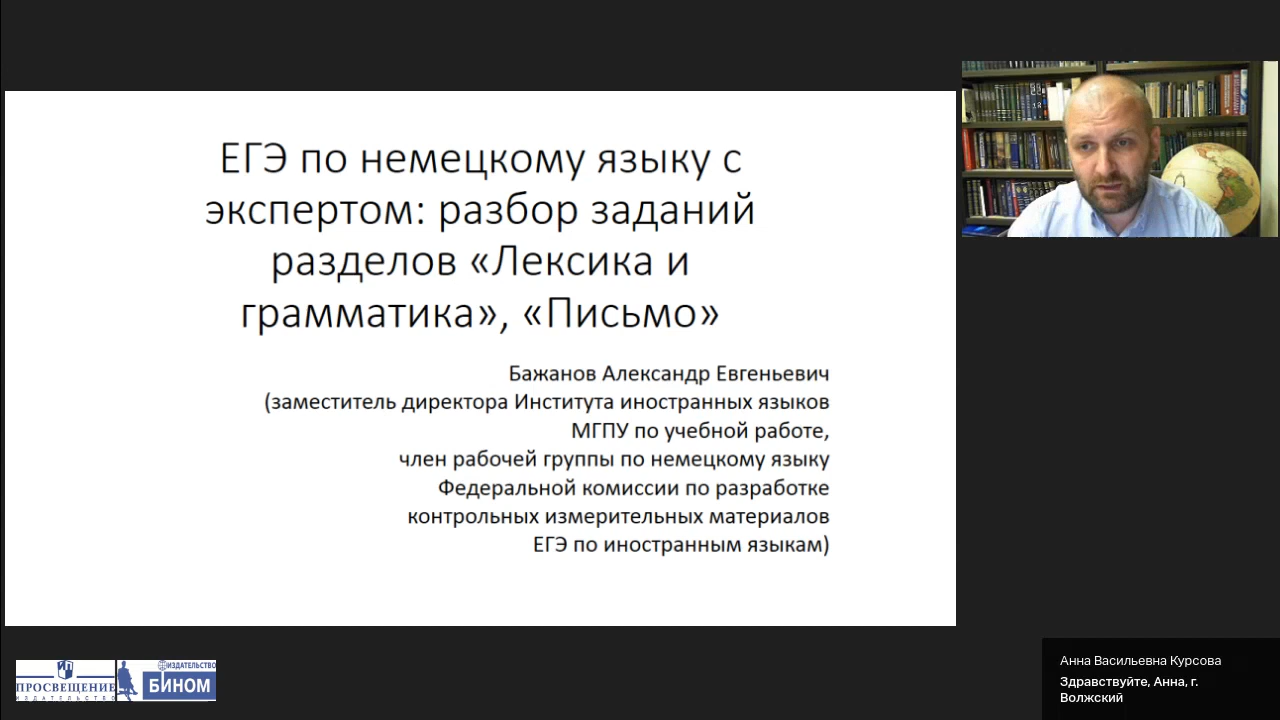 ЕГЭ по немецкому языку с
экспертом: разбор заданий
разделов «Лексика и
грамматика», «Письмо»
Бажанов Александр Евгеньевич
(заместитель директора Института иностранных языков
МГПУ по учебной работе,
член рабочей группы по немецкому языку
Федеральной комиссии по разработке
контрольных измерительных материалов
ЕГЭ по иностранным языкам)
ПРОСВЕЩЕНИЕ
ИЗДАТЕЛЬСТВО
ИЗДАТЕЛЬСТВО
БИНОМ
Анна Васильевна Курсова
Здравствуйте, Анна, г.
Волжский